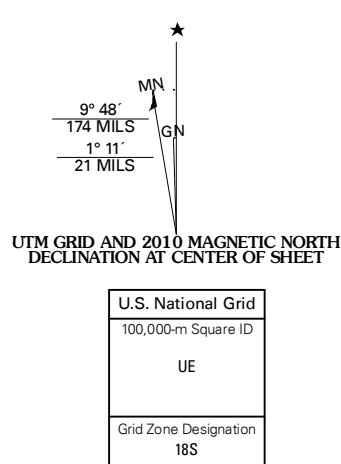 ★
MN
GN
9° 48´
174 MILS
1° 11´
21 MILS
UTM GRID AND 2010 MAGNETIC NORTH
DECLINATION AT CENTER OF SHEET
U.S. National Grid
100,000-m Square ID
UE
Grid Zone Designation
18S